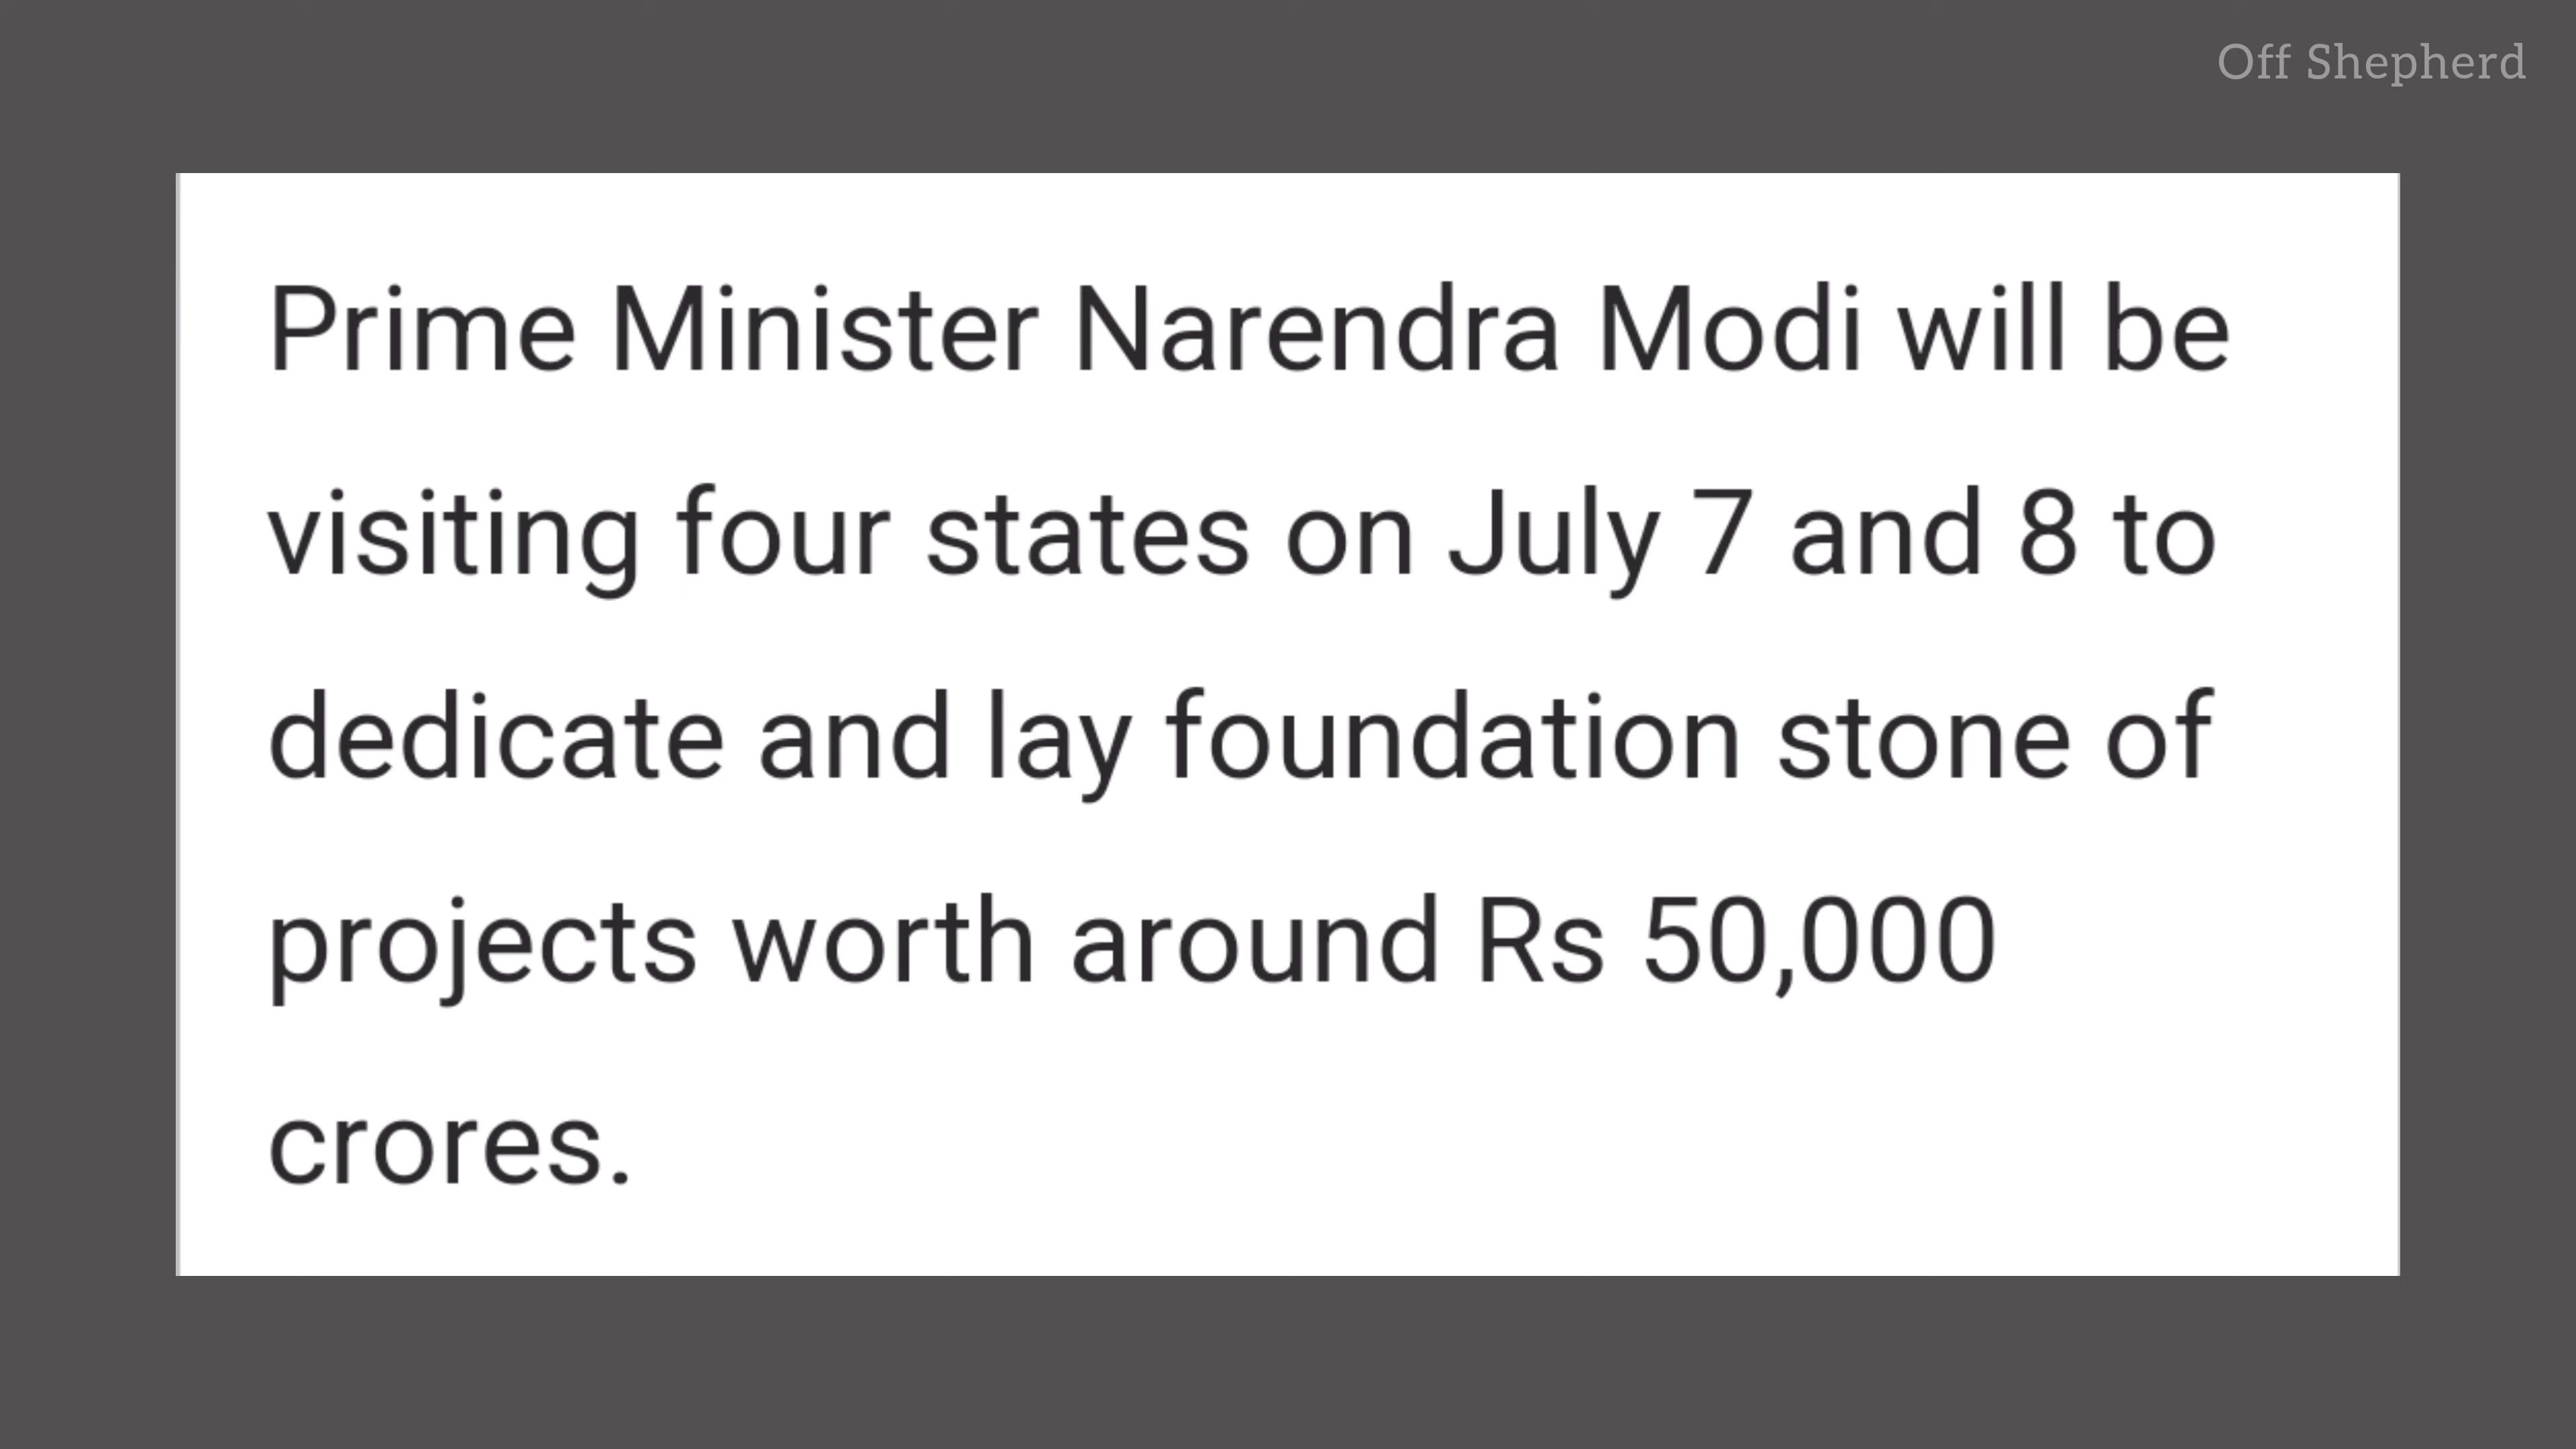 Off Shepherd
Prime Minister Narendra Modi will be
visiting four states on July 7 and 8 to
dedicate and lay foundation stone of
projects worth around Rs 50,000
crores.